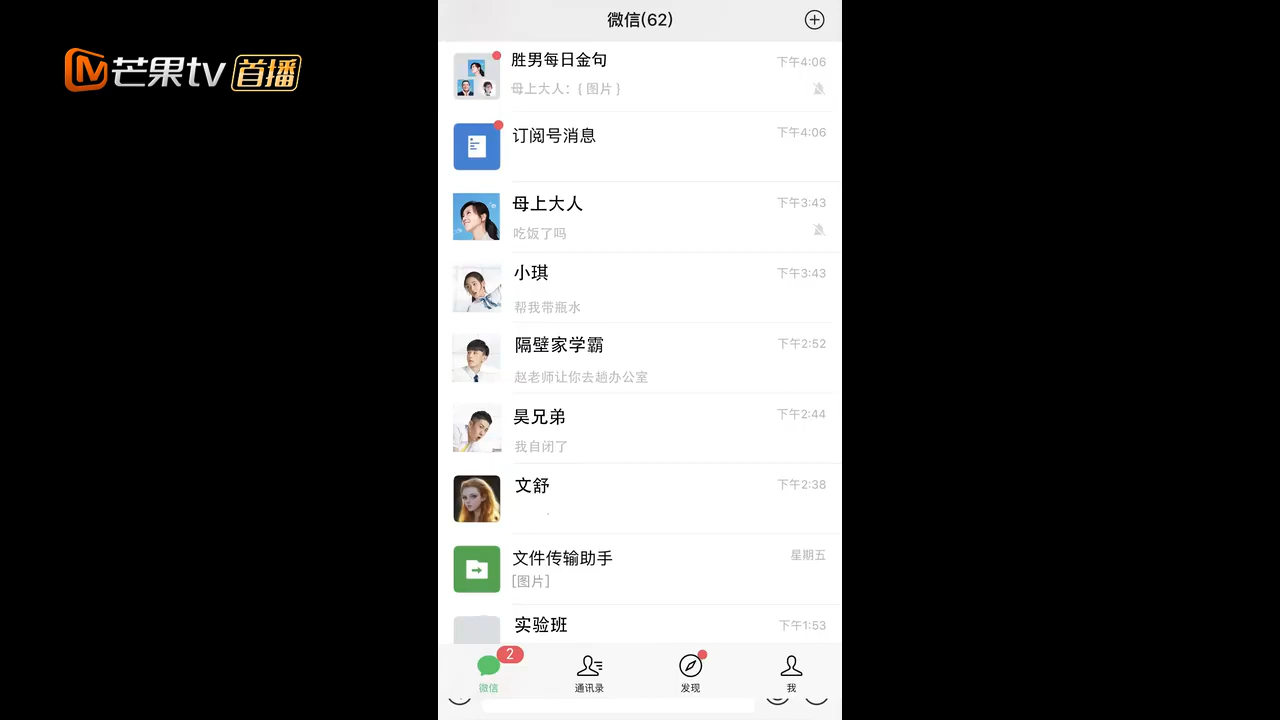 芒果tv 首播
微信(62)
胜男每日金句
下午4:06
母上大人:{图片}
订阅号消息
下午4:06
母上大人
下午3:43
吃饭了吗
小琪
下午3:43
帮我带瓶水
隔壁家学霸
下午2:52
赵老师让你去趟办公室
昊兄弟
下午2:44
我自闭了
文舒
下午2:38
文件传输助手
星期五
[图片]
实验班
下午1:53
2
微信
通讯录
发现
我